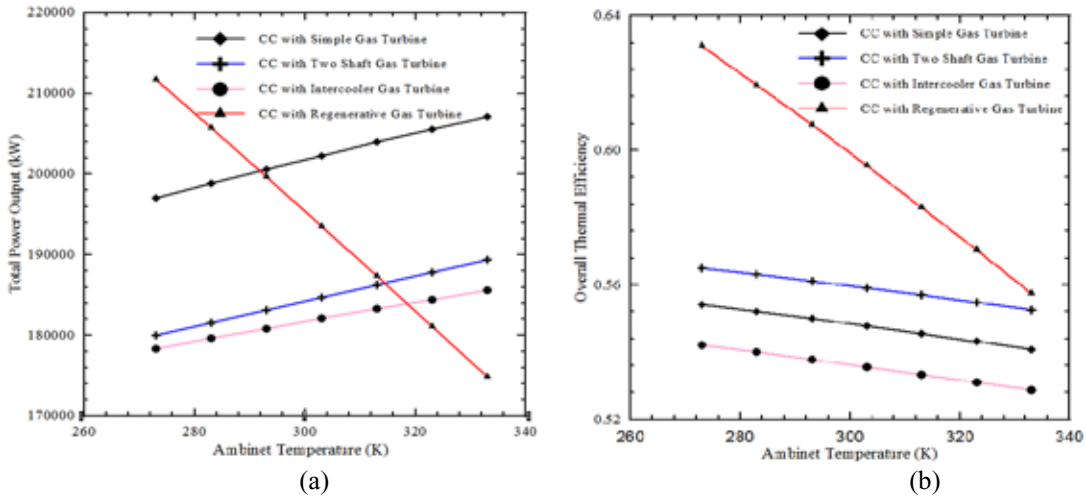 220000
210000
200000
190000
180000
170000
260
280
300
320
340
Total Power Output (kW)
Ambinet Temperature (K)
CC with Simple Gas Turbine
CC with Two Shaft Gas Turbine
CC with Intercooler Gas Turbine
CC with Regenerative Gas Turbine
(a)
0.64
0.60
0.56
0.52
260
280
300
320
340
Overall Thermal Efficiency
Ambinet Temperature (K)
CC with Simple Gas Turbine
CC with Two Shaft Gas Turbine
CC with Intercooler Gas Turbine
CC with Regenerative Gas Turbine
(b)